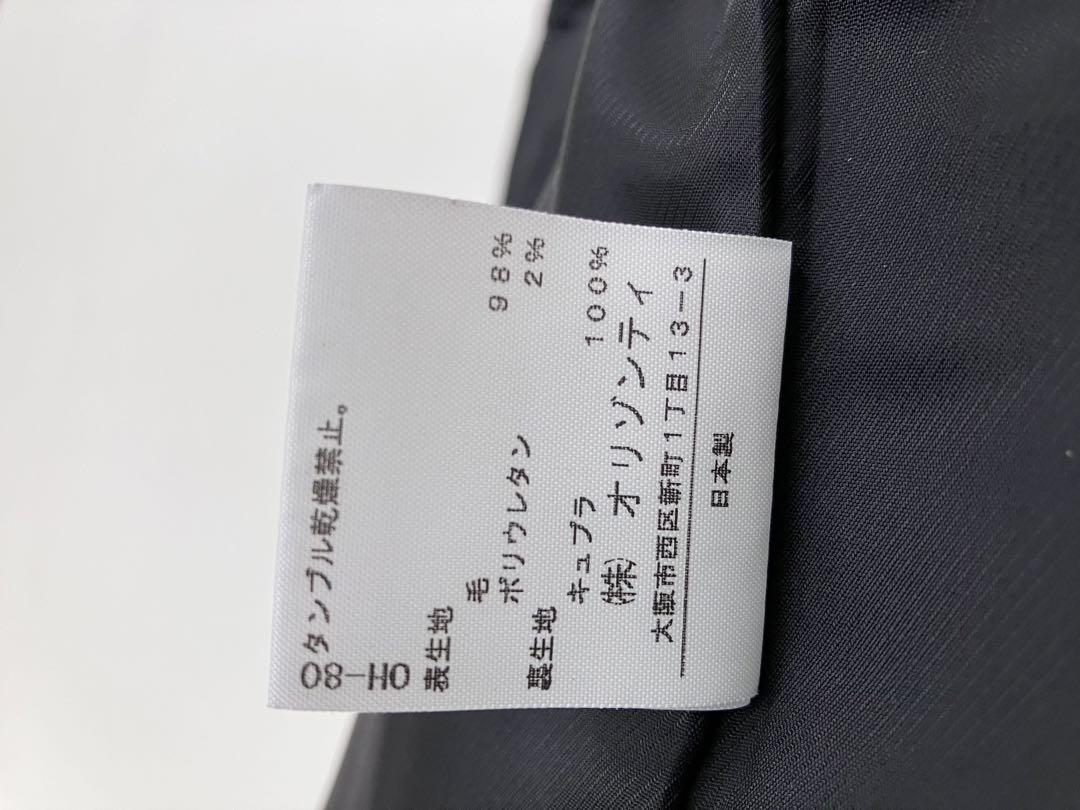 タンブル乾燥禁止。
08-HO
表生地
毛 98%
ポリウレタン 2%
裏生地
キュプラ 100%
㈱ オリゾンティ
大阪市西区新町1丁目13-3
日本製